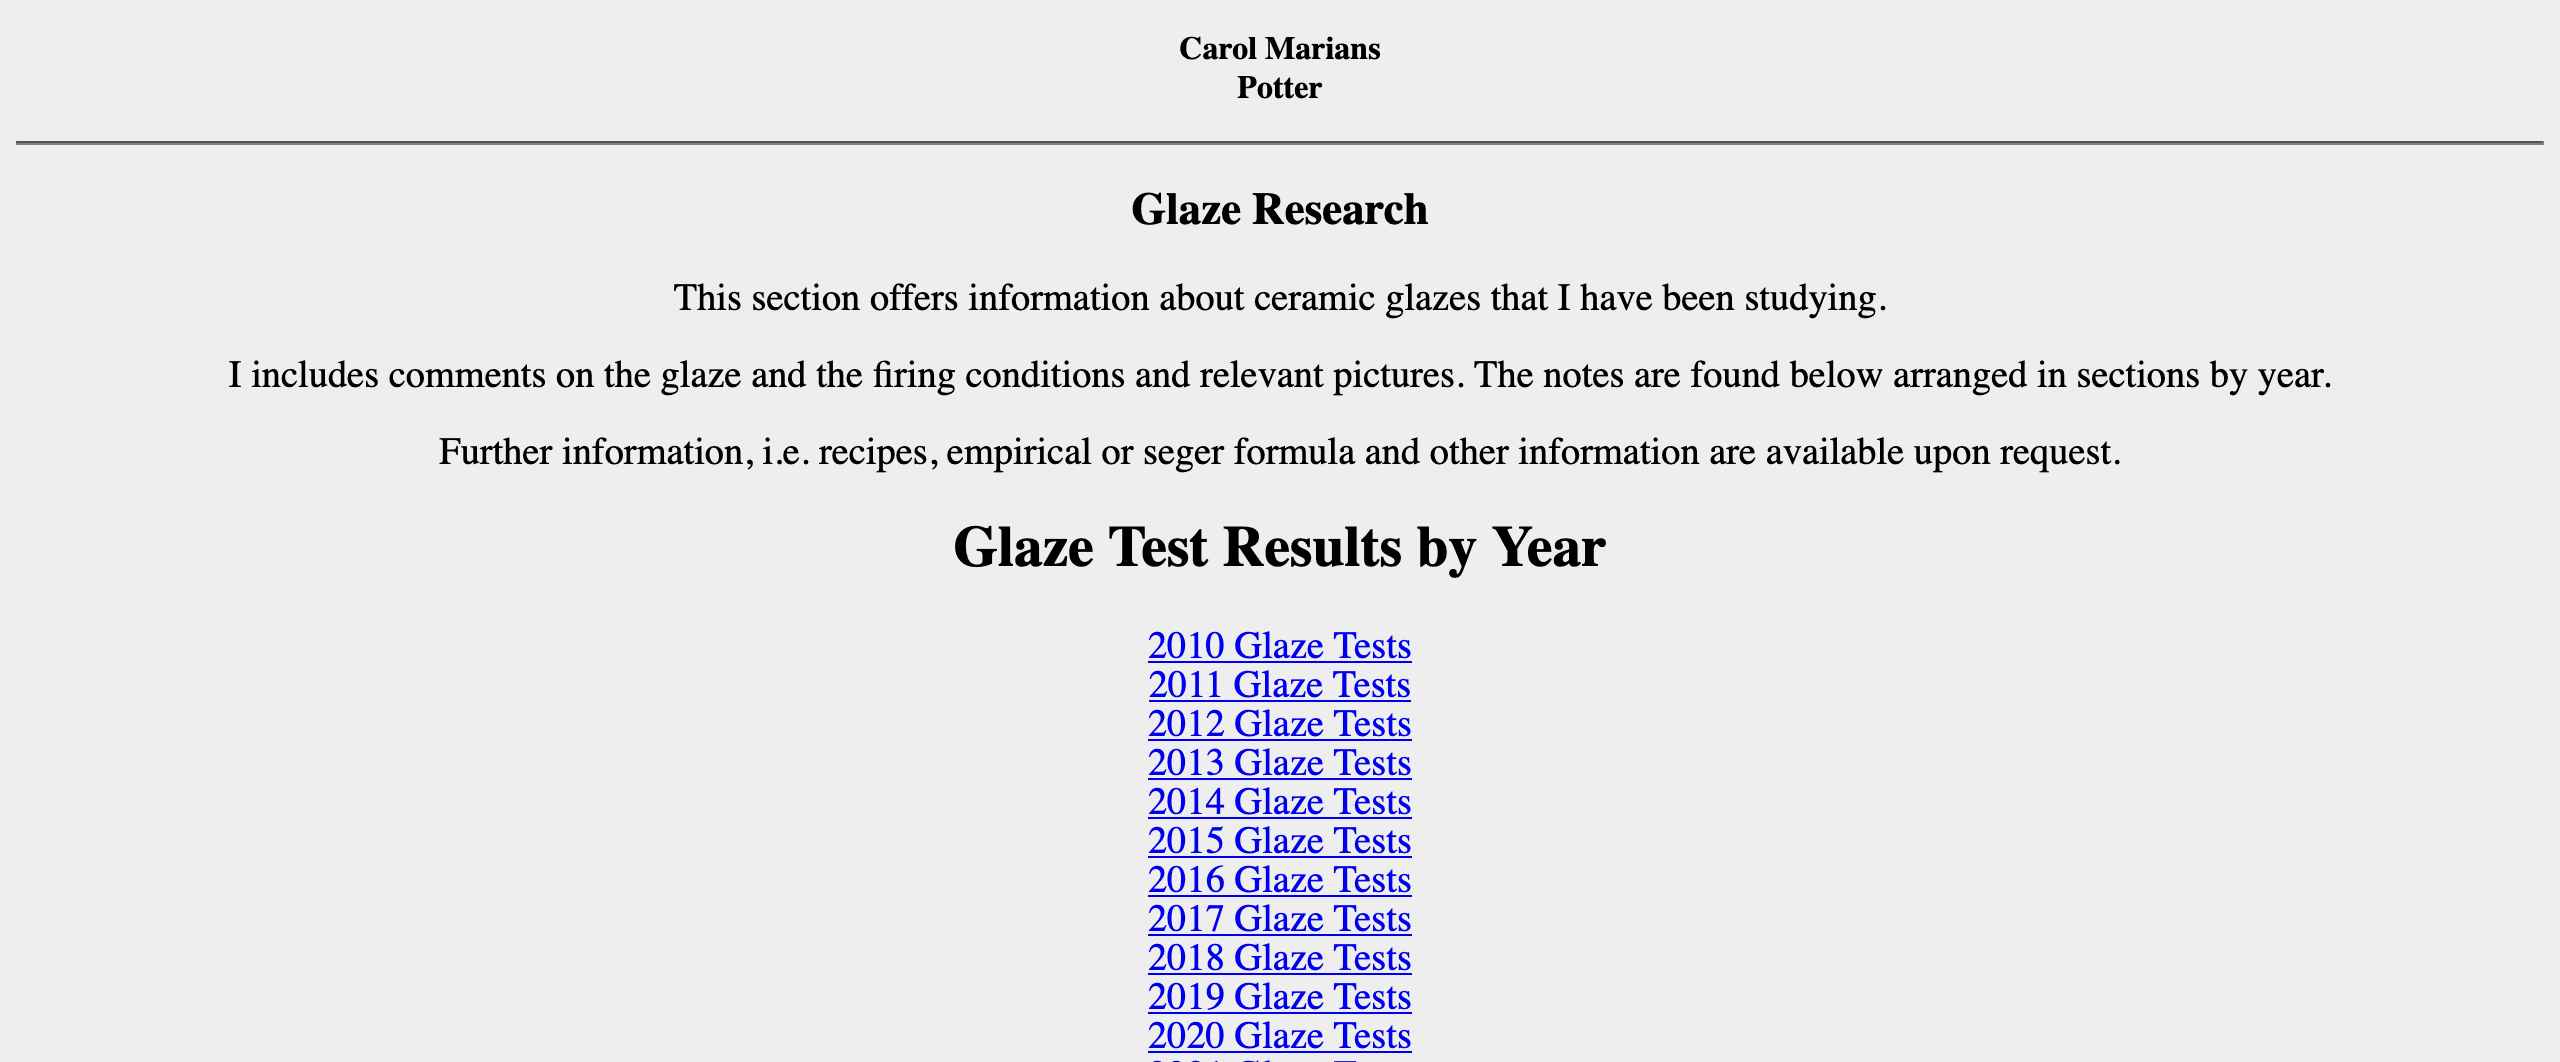 Carol Marians
Potter
Glaze Research
This section offers information about ceramic glazes that I have been studying.
I includes comments on the glaze and the firing conditions and relevant pictures. The notes are found below arranged in sections by year.
Further information, i.e. recipes, empirical or seger formula and other information are available upon request.
Glaze Test Results by Year
2010 Glaze Tests
2011 Glaze Tests
2012 Glaze Tests
2013 Glaze Tests
2014 Glaze Tests
2015 Glaze Tests
2016 Glaze Tests
2017 Glaze Tests
2018 Glaze Tests
2019 Glaze Tests
2020 Glaze Tests